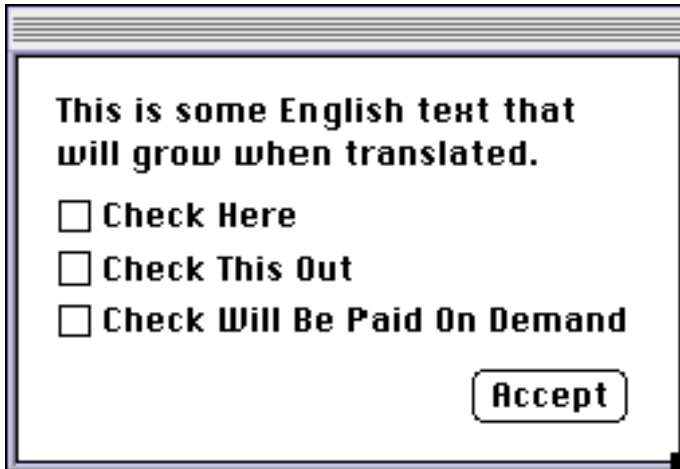 This is some English text that
will grow when translated.
Check Here
Check This Out
Check Will Be Paid On Demand
Accept